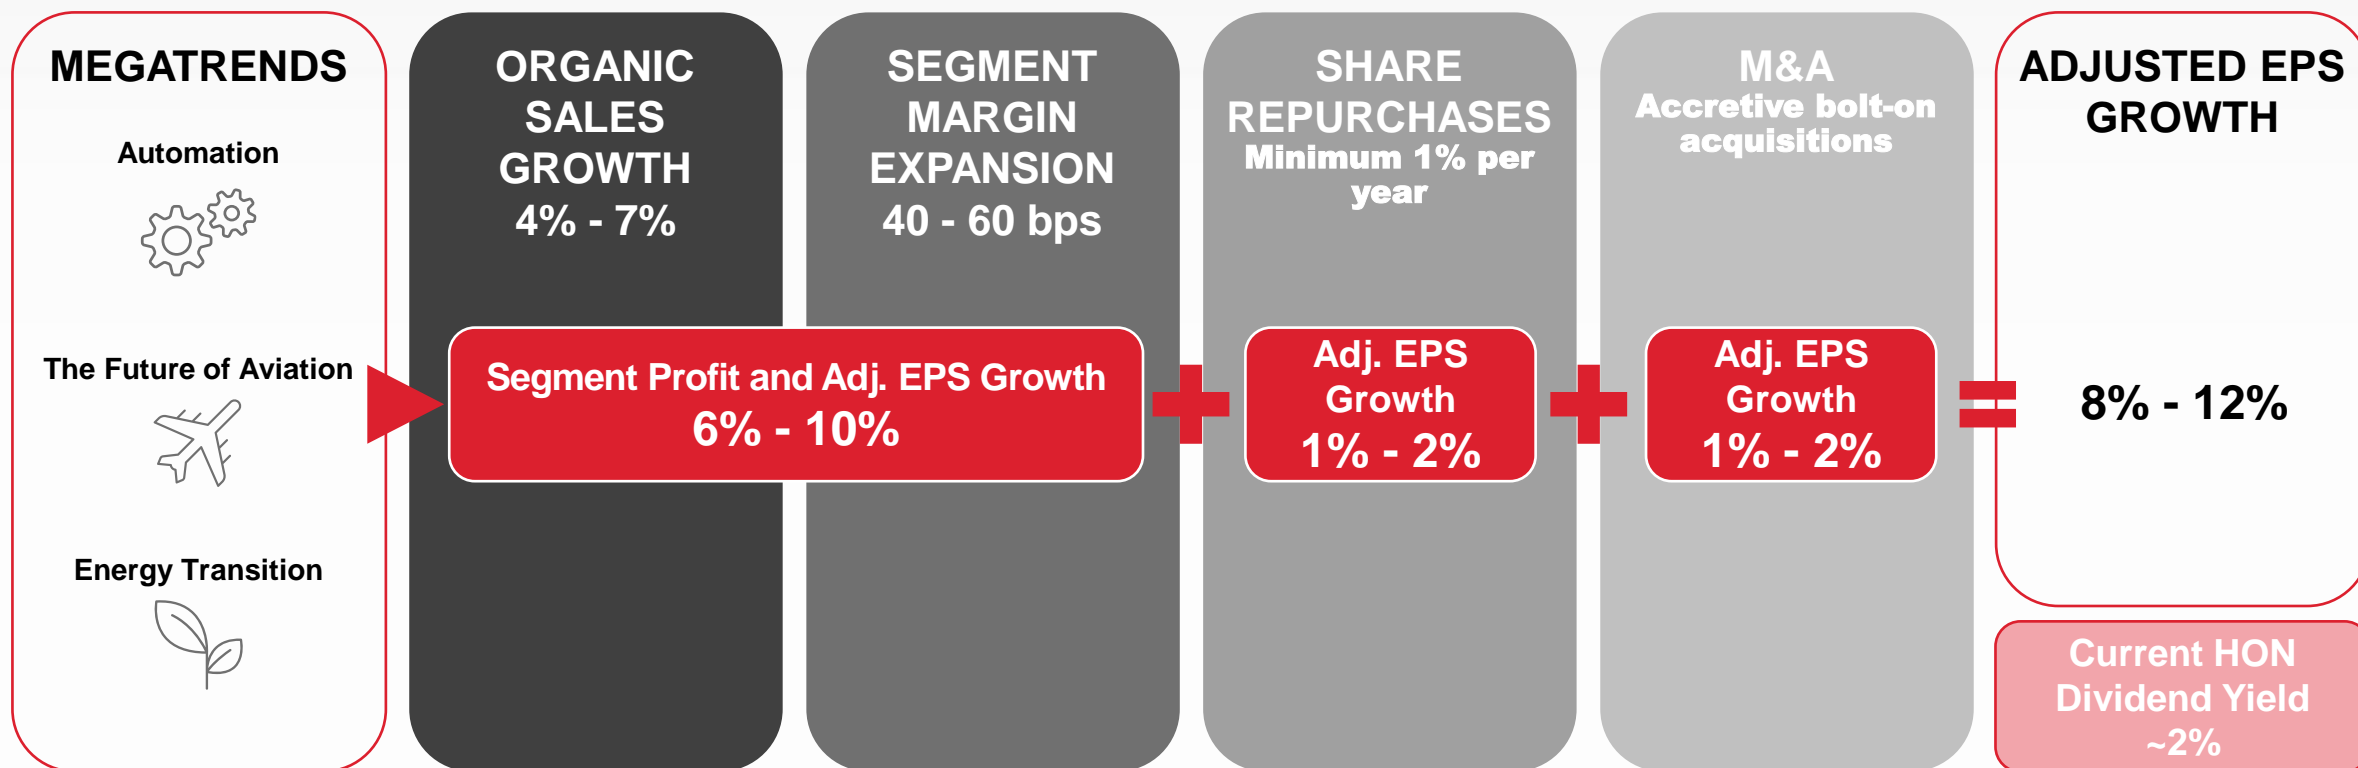 MEGATRENDS
Automation
The Future of Aviation
Energy Transition
ORGANIC
SALES
GROWTH
4% - 7%
SEGMENT
MARGIN
EXPANSION
40 - 60 bps
Segment Profit and Adj. EPS Growth
6% - 10%
SHARE
REPURCHASES
Minimum 1% per
year
Adj. EPS
Growth
1% - 2%
M&A
Accretive bolt-on
acquisitions
Adj. EPS
Growth
1% - 2%
ADJUSTED EPS
GROWTH
8% - 12%
Current HON
Dividend Yield
~2%